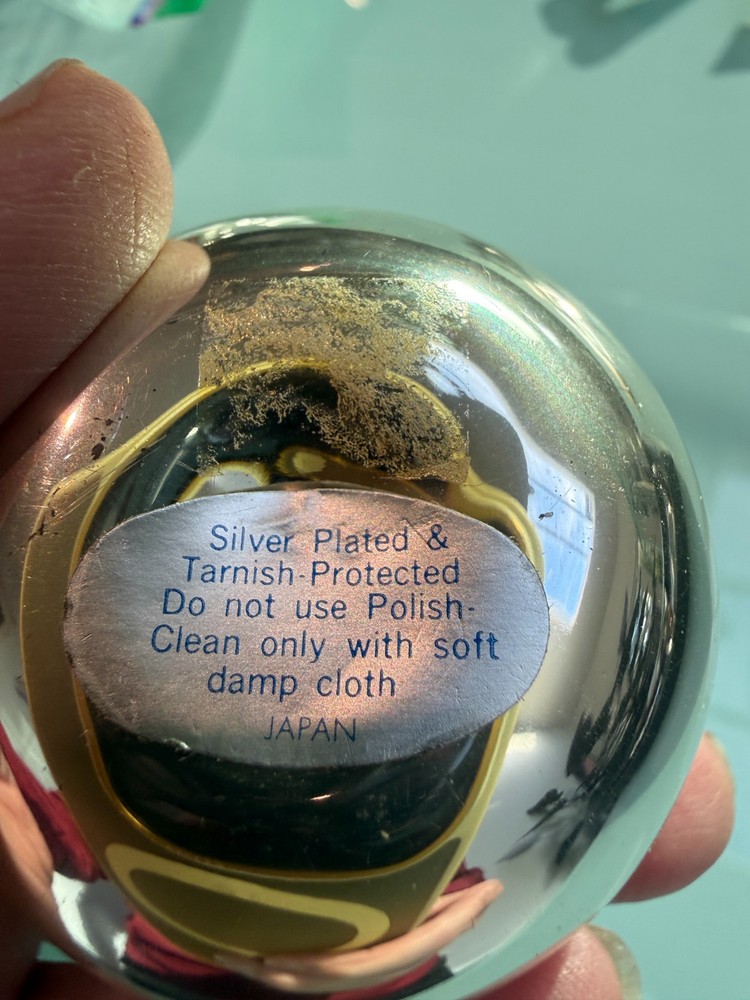 Silver Plated &
Tarnish-Protected
Do not use Polish-
Clean only with soft
damp cloth
JAPAN